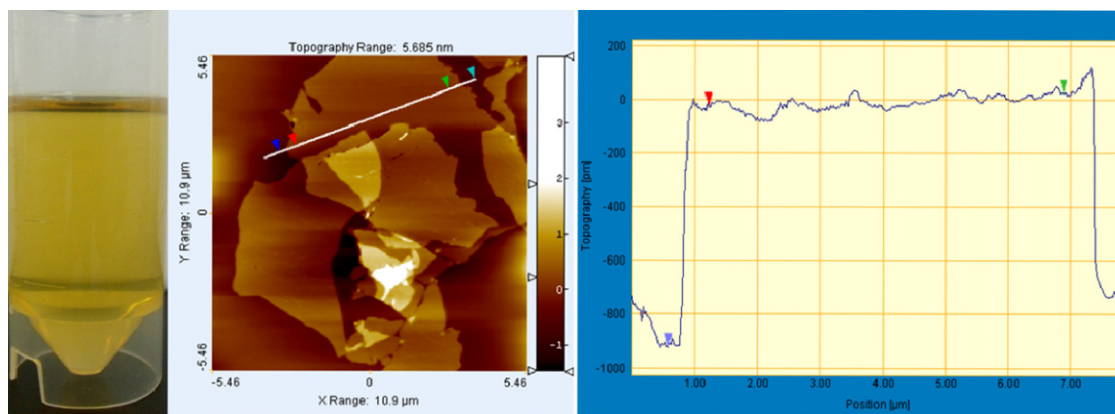 Topography Range: 5.685 nm
5.46
0
-5.46
Y Range: 10.9 µm
-5.46 0 5.46
X Range: 10.9 µm
3
2
1
0
-1
200
0
-200
-400
-600
-800
-1000
Topography [pm]
1.00 2.00 3.00 4.00 5.00 6.00 7.00
Position [µm]